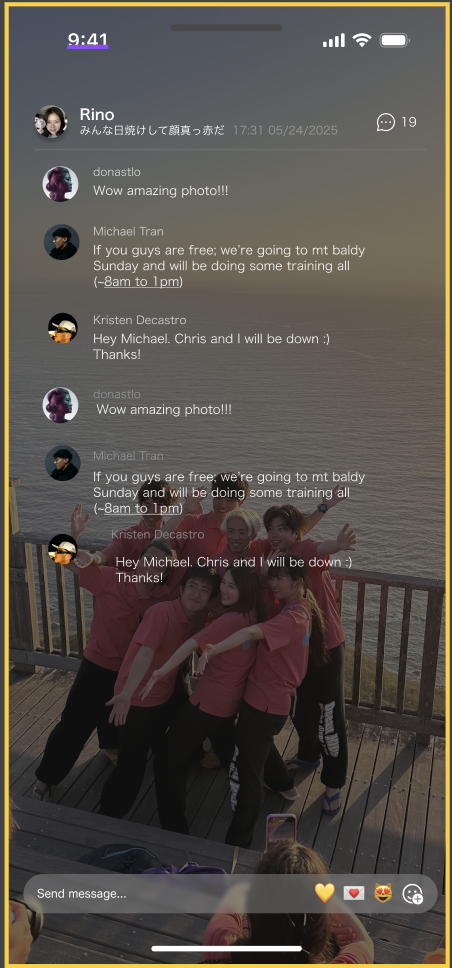 9:41
Rino
みんな日焼けして顔真っ赤だ 17:31 05/24/2025
19
donastlo
Wow amazing photo!!!
Michael Tran
If you guys are free; we're going to mt baldy
Sunday and will be doing some training all
(~8am to 1pm)
Kristen Decastro
Hey Michael. Chris and I will be down :)
Thanks!
donastlo
Wow amazing photo!!!
Michael Tran
If you guys are free; we're going to mt baldy
Sunday and will be doing some training all
(~8am to 1pm)
Kristen Decastro
Hey Michael. Chris and I will be down :)
Thanks!
Send message...